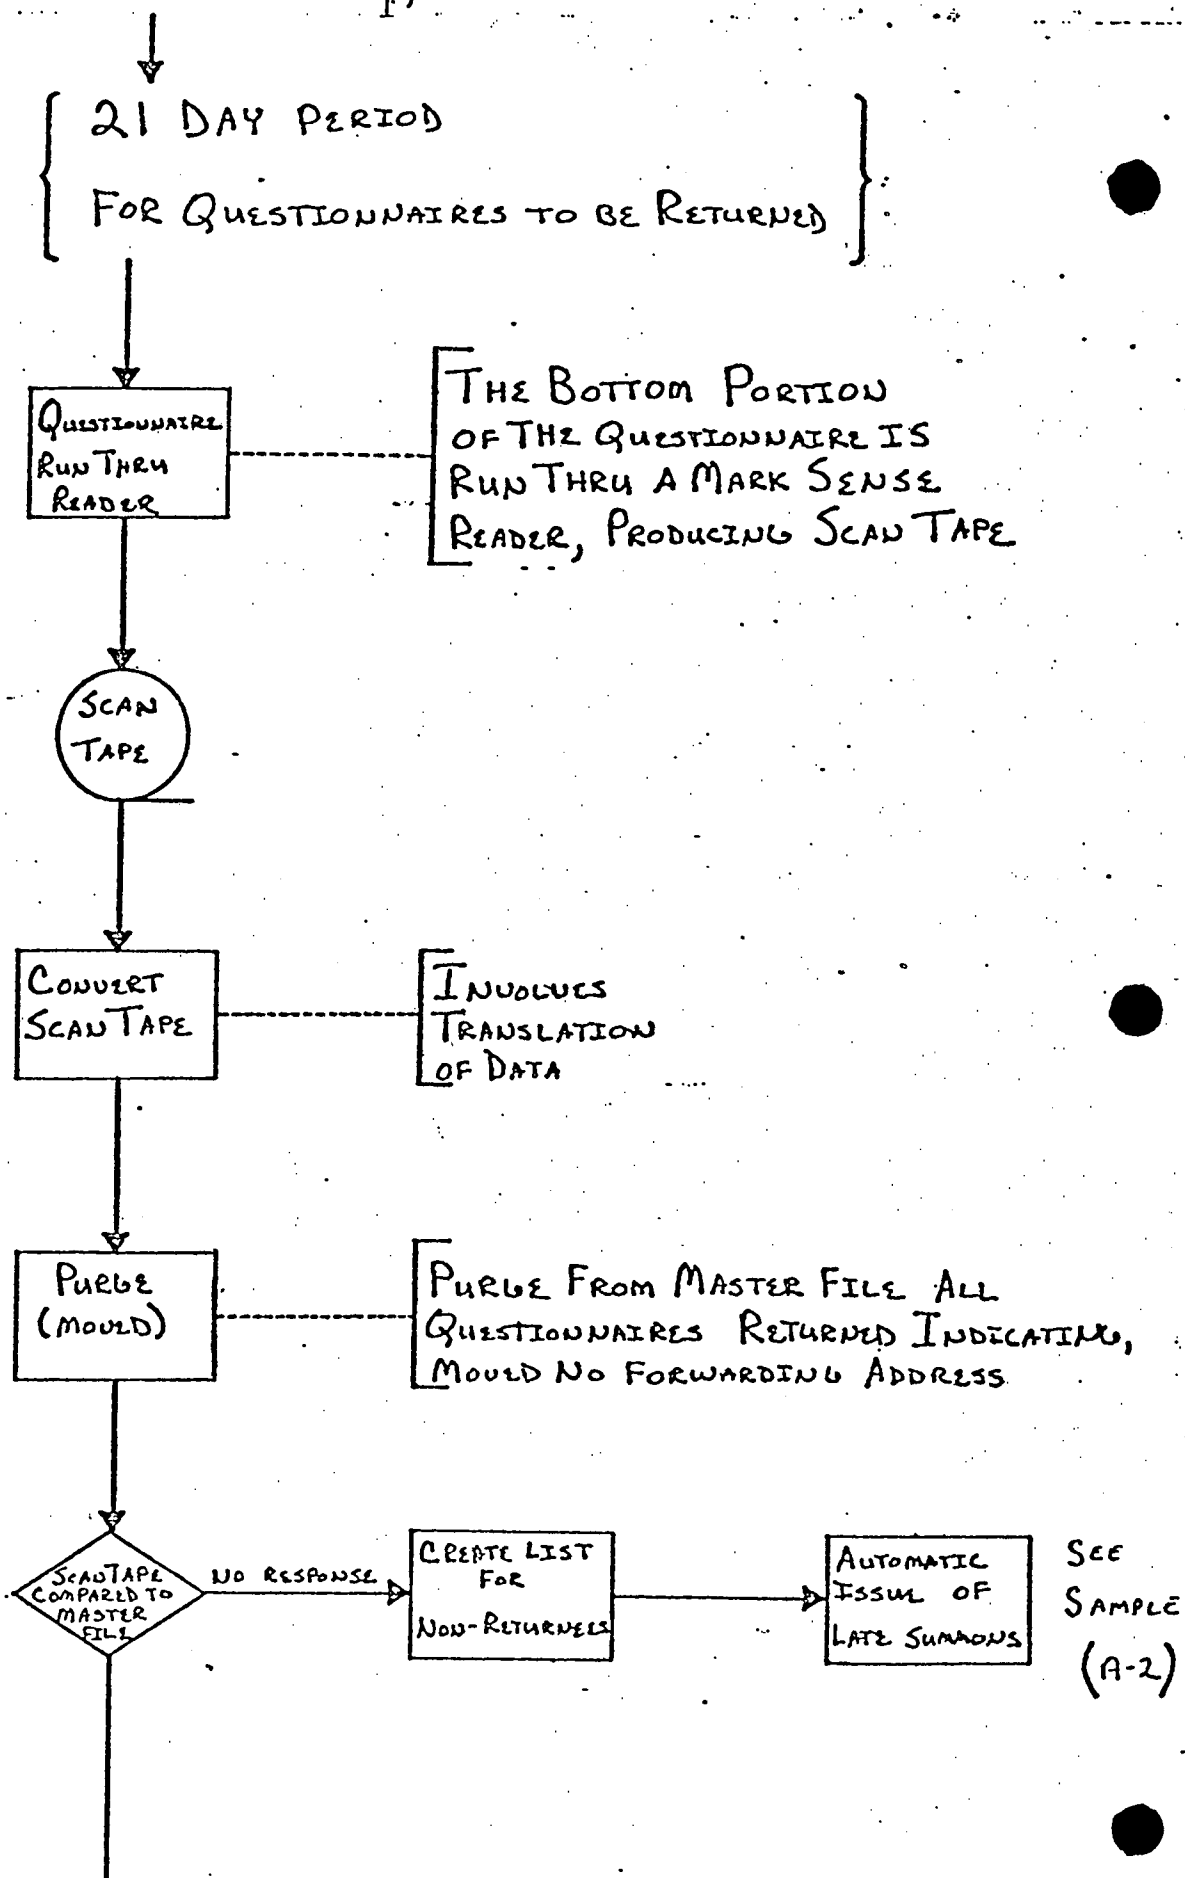 21 DAY PERIOD
FOR QUESTIONNAIRES TO BE RETURNED
QUESTIONNAIRE
RUN THRU
READER
THE BOTTOM PORTION
OF THE QUESTIONNAIRE IS
RUN THRU A MARK SENSE
READER, PRODUCING SCAN TAPE
SCAN
TAPE
CONVERT
SCAN TAPE
INVOLVES
TRANSLATION
OF DATA
PURGE
(MOVED)
PURGE FROM MASTER FILE ALL
QUESTIONNAIRES RETURNED INDICATING,
MOVED NO FORWARDING ADDRESS
SCAN TAPE
COMPARED TO
MASTER
FILE
NO RESPONSE
CREATE LIST
FOR
NON-RETURNEES
AUTOMATIC
ISSUE OF
LATE SUMMONS
SEE
SAMPLE
(A-2)